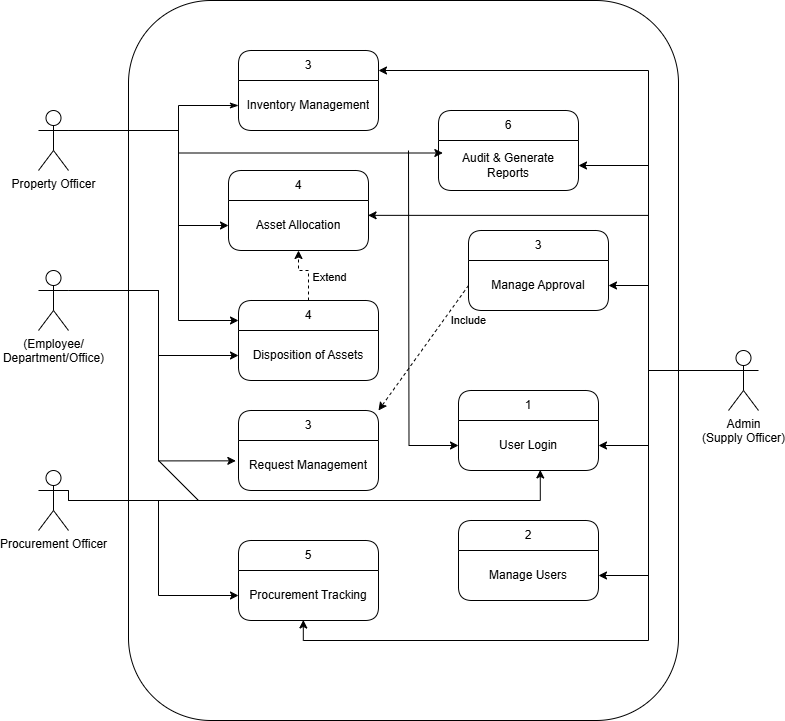 3
Inventory Management
6
Audit & Generate
Reports
Property Officer
4
Asset Allocation
3
Manage Approval
Extend
4
Disposition of Assets
Include
(Employee/
Department/Office)
1
User Login
Admin
(Supply Officer)
3
Request Management
Procurement Officer
2
Manage Users
5
Procurement Tracking